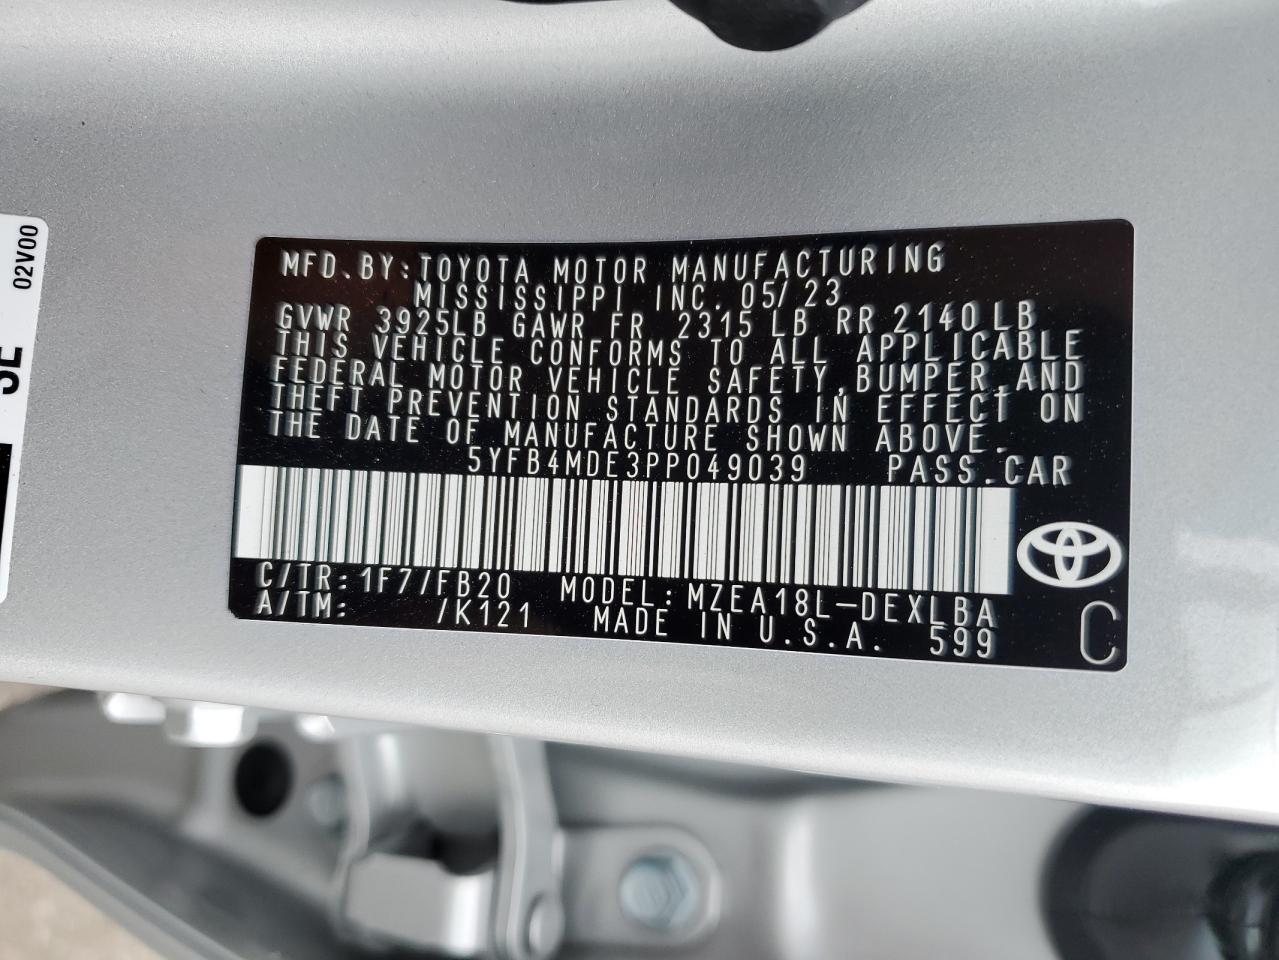 02V00
SE
MFD.BY:TOYOTA MOTOR MANUFACTURING
MISSISSIPPI INC. 05/23
GVWR 3925LB GAWR FR 2315 LB RR 2140 LB
THIS VEHICLE CONFORMS TO ALL APPLICABLE
FEDERAL MOTOR VEHICLE SAFETY,BUMPER,AND
THEFT PREVENTION STANDARDS IN EFFECT ON
THE DATE OF MANUFACTURE SHOWN ABOVE.
5YFB4MDE3PP049039 PASS.CAR
C/TR:1F7/FB20 MODEL:MZEA18L-DEXLBA
A/TM: /K121 MADE IN U.S.A. 599
C